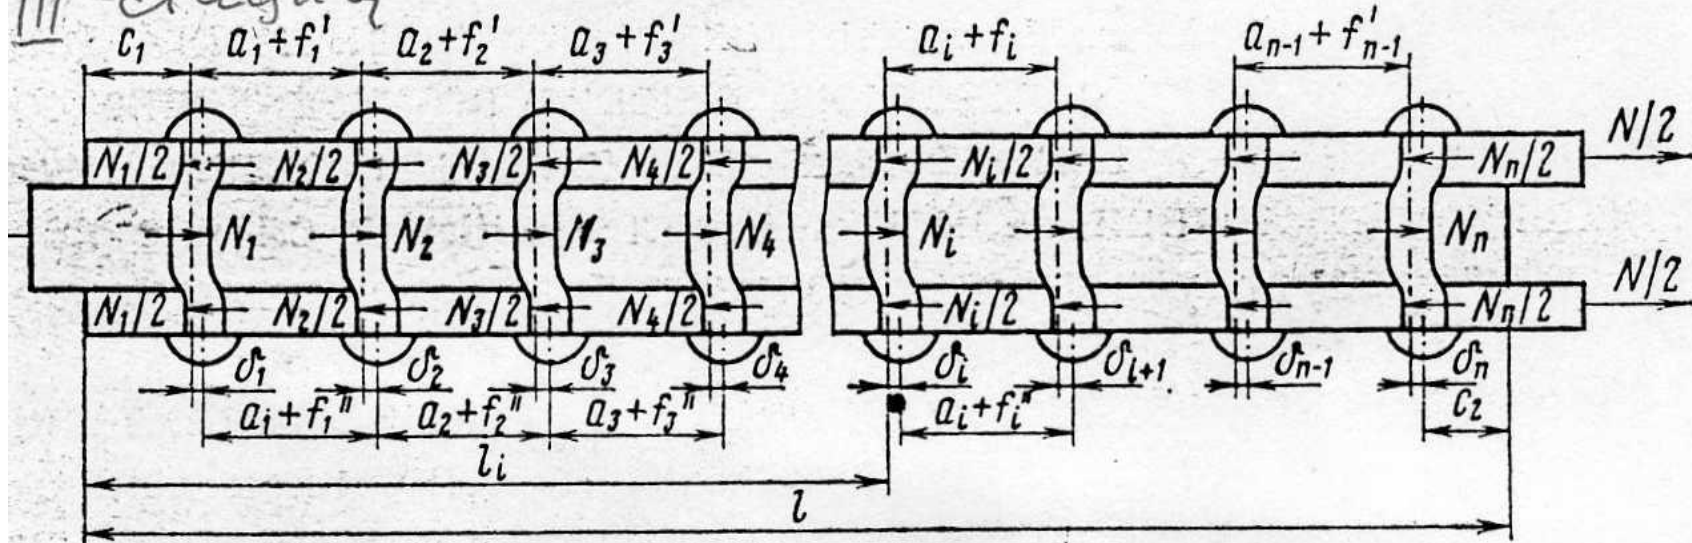 III стадия
c₁ a₁+f₁' a₂+f₂' a₃+f₃' aᵢ+fᵢ aₙ₋₁+f'ₙ₋₁
N/2
N₁/2 N₂/2 N₃/2 N₄/2 Nᵢ/2 Nₙ/2
N₁ N₂ N₃ N₄ Nᵢ Nₙ
N/2
N₁/2 N₂/2 N₃/2 N₄/2 Nᵢ/2 Nₙ/2
δ₁ δ₂ δ₃ δ₄ δᵢ δᵢ₊₁ δₙ₋₁ δₙ
aᵢ+f₁" a₂+f₂" a₃+f₃" aᵢ+fᵢ" c₂
lᵢ
l